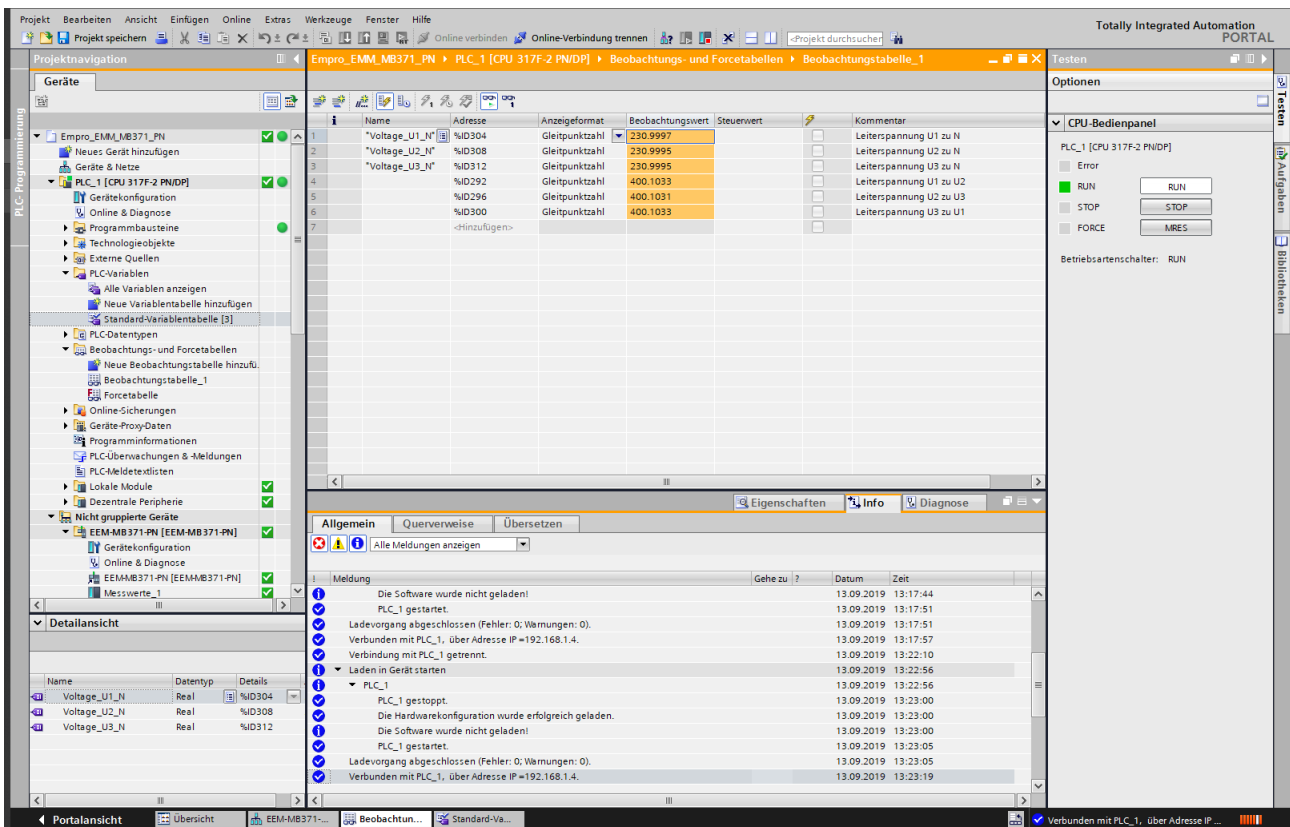 Projekt Bearbeiten Ansicht Einfügen Online Extras Werkzeuge Fenster Hilfe
Totally Integrated Automation
PORTAL
Projekt speichern Online verbinden Online-Verbindung trennen <Projekt durchsuchen
Projektnavigation
Empro_EMM_MB371_PN PLC_1 [CPU 317F-2 PN/DP] Beobachtungs- und Forcetabellen Beobachtungstabelle_1
Testen
Geräte
Optionen
PLC-Programmierung
Empro_EMM_MB371_PN
Neues Gerät hinzufügen
Geräte & Netze
PLC_1 [CPU 317F-2 PN/DP]
Gerätekonfiguration
Online & Diagnose
Programmbausteine
Technologieobjekte
Externe Quellen
PLC-Variablen
Alle Variablen anzeigen
Neue Variablentabelle hinzufügen
Standard-Variablentabelle [3]
PLC-Datentypen
Beobachtungs- und Forcetabellen
Neue Beobachtungstabelle hinzufü.
Beobachtungstabelle_1
Forcetabelle
Online-Sicherungen
Geräte-Proxy-Daten
Programminformationen
PLC-Überwachungen & -Meldungen
PLC-Meldetextlisten
Lokale Module
Dezentrale Peripherie
Nicht gruppierte Geräte
EEM-MB371-PN [EEM-MB371-PN]
Gerätekonfiguration
Online & Diagnose
EEM-MB371-PN [EEM-MB371-PN]
Messwerte_1
i Name Adresse Anzeigeformat Beobachtungswert Steuerwert Kommentar
1 "Voltage_U1_N" %ID304 Gleitpunktzahl 230.9997 Leiterspannung U1 zu N
2 "Voltage_U2_N" %ID308 Gleitpunktzahl 230.9995 Leiterspannung U2 zu N
3 "Voltage_U3_N" %ID312 Gleitpunktzahl 230.9995 Leiterspannung U3 zu N
4 %ID292 Gleitpunktzahl 400.1033 Leiterspannung U1 zu U2
5 %ID296 Gleitpunktzahl 400.1031 Leiterspannung U2 zu U3
6 %ID300 Gleitpunktzahl 400.1033 Leiterspannung U3 zu U1
7 <Hinzufügen>
CPU-Bedienpanel
PLC_1 [CPU 317F-2 PN/DP]
Error
RUN RUN
STOP STOP
FORCE MRES
Betriebsartenschalter: RUN
Testen
Aufgaben
Bibliotheken
Eigenschaften Info Diagnose
Allgemein Querverweise Übersetzen
Alle Meldungen anzeigen
! Meldung Gehe zu ? Datum Zeit
Die Software wurde nicht geladen! 13.09.2019 13:17:44
PLC_1 gestartet. 13.09.2019 13:17:51
Ladevorgang abgeschlossen (Fehler: 0; Warnungen: 0). 13.09.2019 13:17:51
Verbunden mit PLC_1, über Adresse IP =192.168.1.4. 13.09.2019 13:17:57
Verbindung mit PLC_1 getrennt. 13.09.2019 13:22:10
Laden in Gerät starten 13.09.2019 13:22:56
PLC_1 13.09.2019 13:22:56
PLC_1 gestoppt. 13.09.2019 13:23:00
Die Hardwarekonfiguration wurde erfolgreich geladen. 13.09.2019 13:23:00
Die Software wurde nicht geladen! 13.09.2019 13:23:00
PLC_1 gestartet. 13.09.2019 13:23:05
Ladevorgang abgeschlossen (Fehler: 0; Warnungen: 0). 13.09.2019 13:23:05
Verbunden mit PLC_1, über Adresse IP =192.168.1.4. 13.09.2019 13:23:19
Detailansicht
Name Datentyp Details
Voltage_U1_N Real %ID304
Voltage_U2_N Real %ID308
Voltage_U3_N Real %ID312
Portalansicht Übersicht EEM-MB371-... Beobachtun... Standard-Va... Verbunden mit PLC_1, über Adresse IP ...